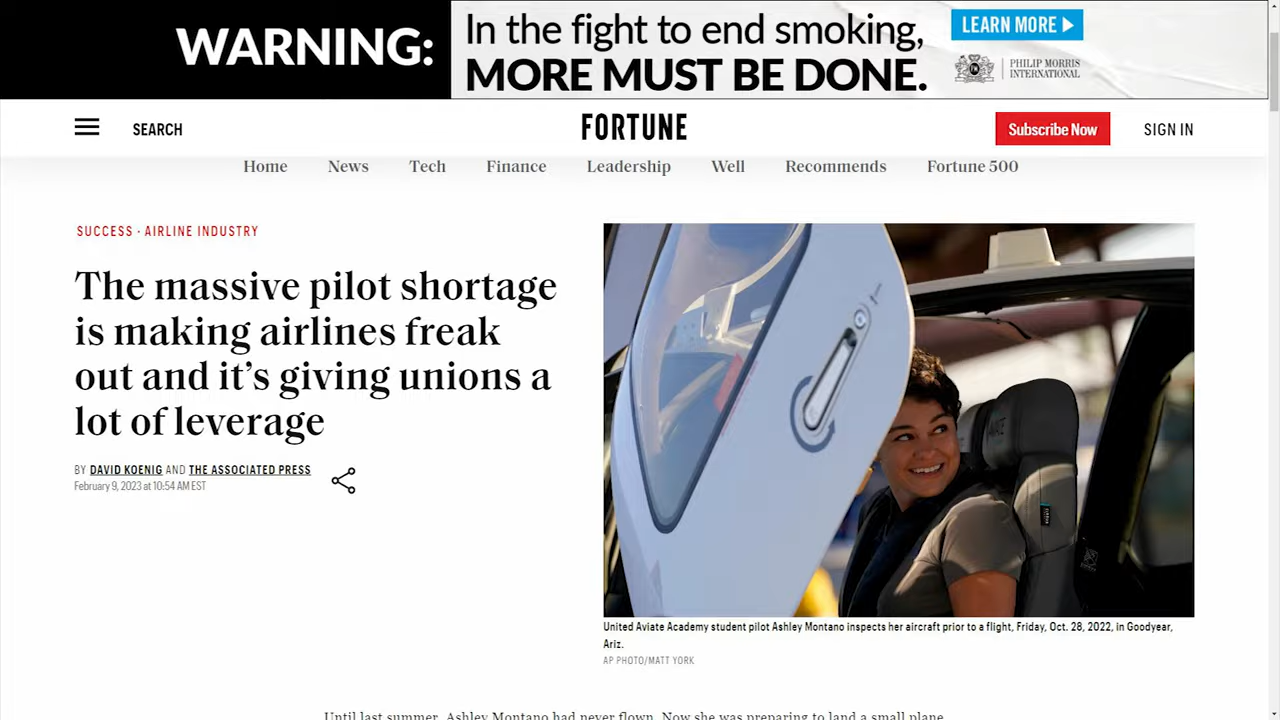 WARNING:
In the fight to end smoking,
MORE MUST BE DONE.
LEARN MORE
PHILIP MORRIS
INTERNATIONAL
SEARCH
FORTUNE
Subscribe Now
SIGN IN
Home News Tech Finance Leadership Well Recommends Fortune 500
SUCCESS · AIRLINE INDUSTRY
The massive pilot shortage
is making airlines freak
out and it’s giving unions a
lot of leverage
BY DAVID KOENIG AND THE ASSOCIATED PRESS
February 9, 2023 at 10:54 AM EST
United Aviate Academy student pilot Ashley Montano inspects her aircraft prior to a flight, Friday, Oct. 28, 2022, in Goodyear,
Ariz.
AP PHOTO/MATT YORK
Until last summer, Ashley Montano had never flown. Now she was preparing to land a small plane